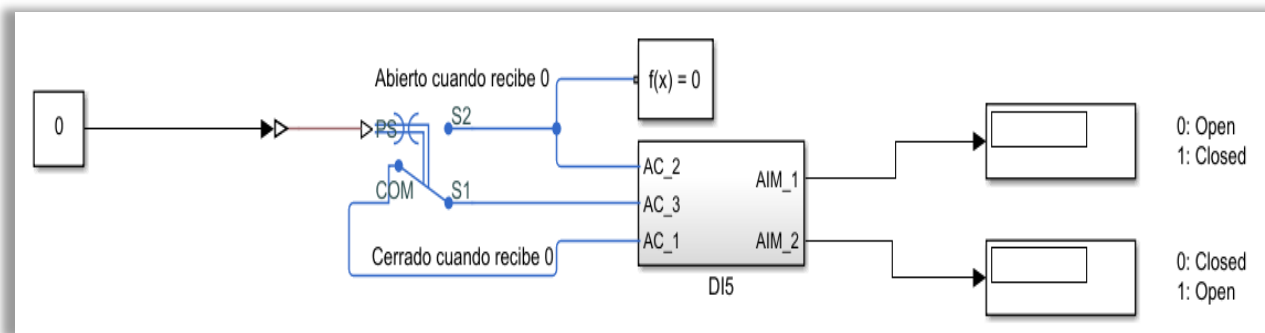 Abierto cuando recibe 0
f(x) = 0
0
PS
S2
COM
S1
AC_2
AC_3
AC_1
AIM_1
AIM_2
Cerrado cuando recibe 0
DI5
0: Open
1: Closed
0: Closed
1: Open